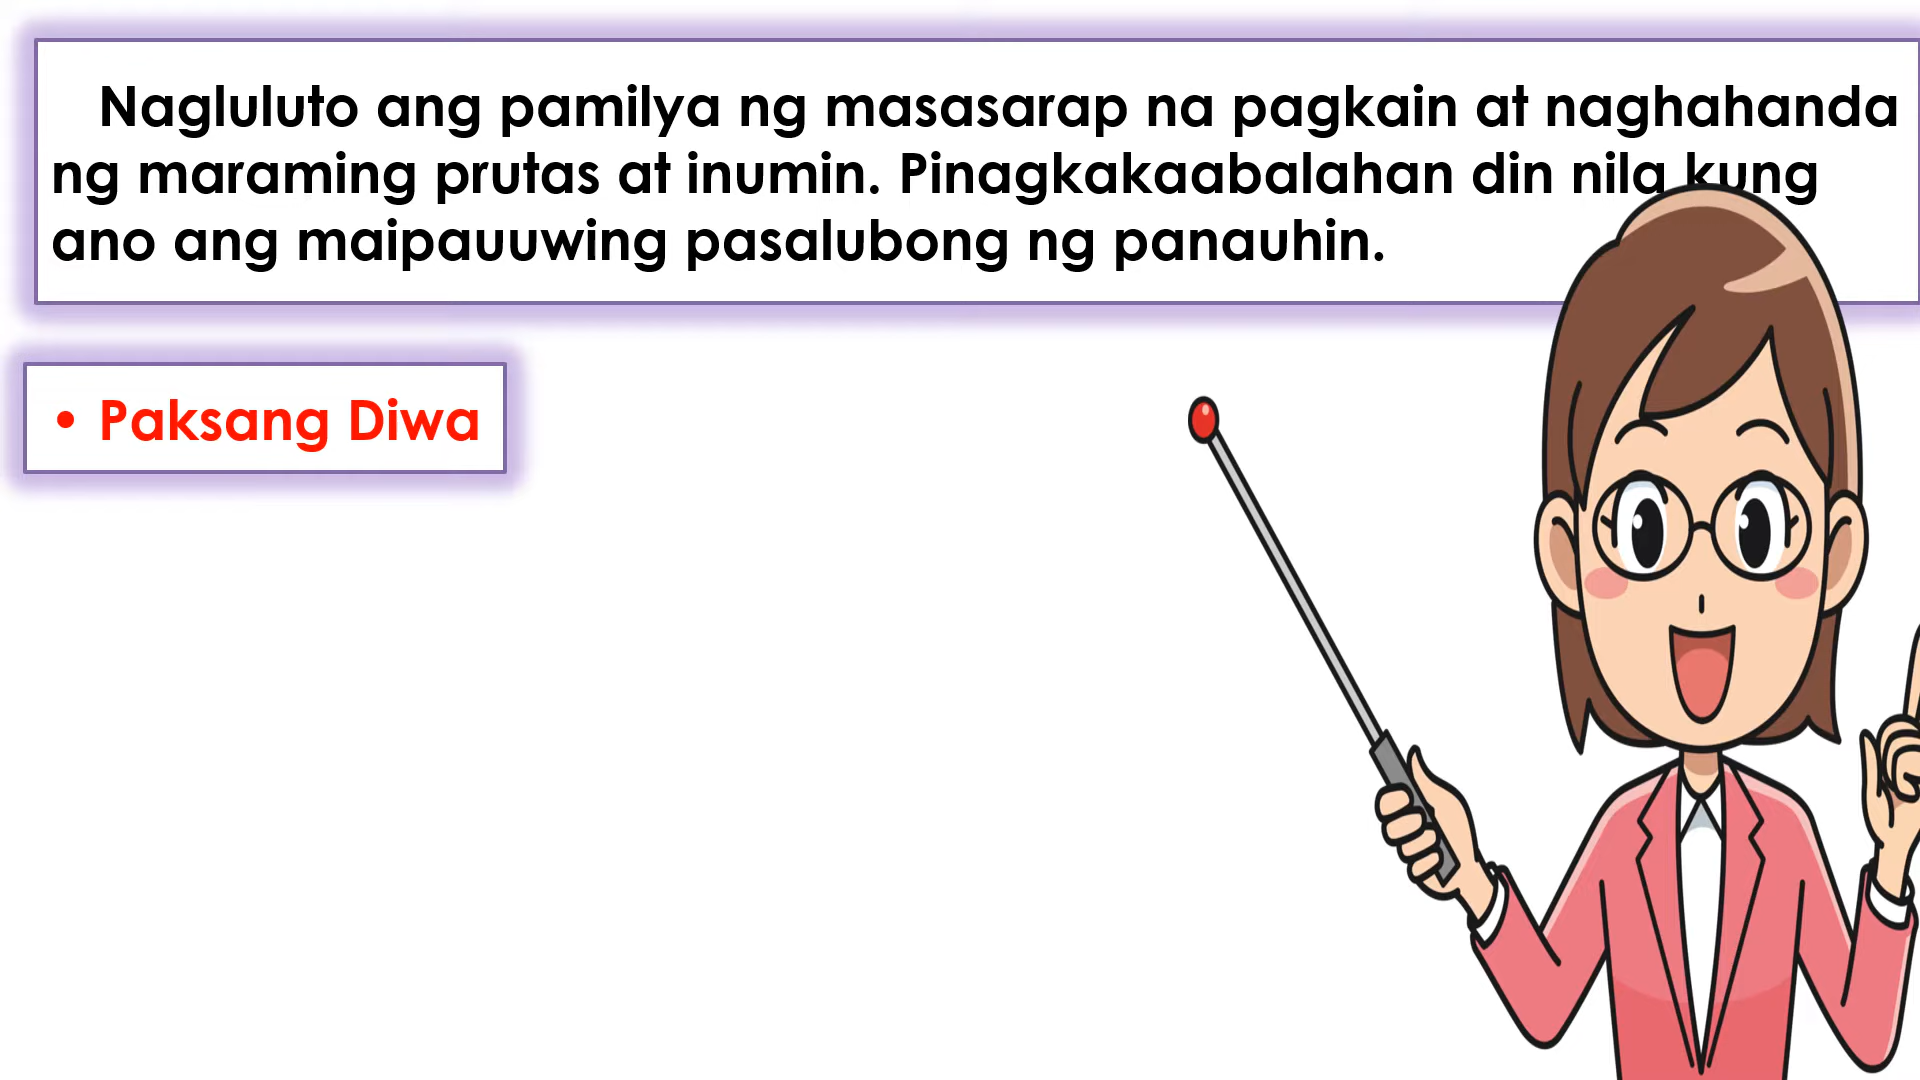 Nagluluto ang pamilya ng masasarap na pagkain at naghahanda
ng maraming prutas at inumin. Pinagkakaabalahan din nila kung
ano ang maipauuwing pasalubong ng panauhin.
• Paksang Diwa